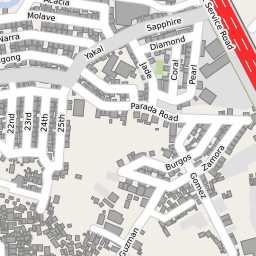 Acacia
Molave
Sapphire
Service Road
Narra
Yakal
Diamond
Jade
Coral
Pearl
Parada Road
22nd
23rd
24th
25th
Burgos
Zamora
Gomez